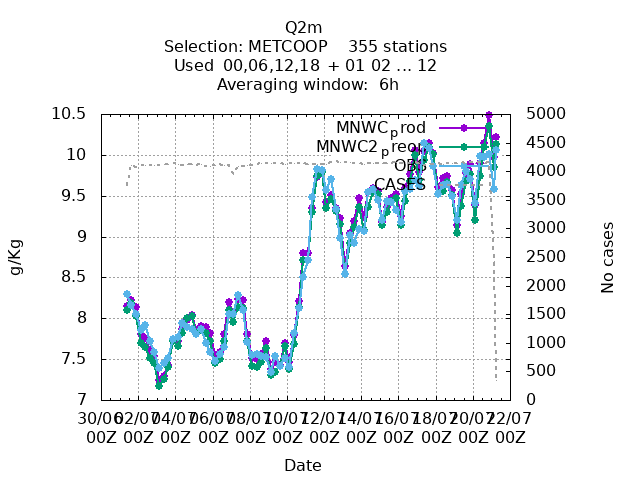 Q2m
Selection: METCOOP    355 stations
Used 00,06,12,18 + 01 02 ... 12
Averaging window:  6h
10.5
10
9.5
9
8.5
8
7.5
7
g/Kg
5000
4500
4000
3500
3000
2500
2000
1500
1000
500
0
No cases
MNWC_prod
MNWC2_preop
OBS
CASES
30/06 02/07 04/07 06/07 08/07 10/07 12/07 14/07 16/07 18/07 20/07 22/07
00Z 00Z 00Z 00Z 00Z 00Z 00Z 00Z 00Z 00Z 00Z 00Z
Date